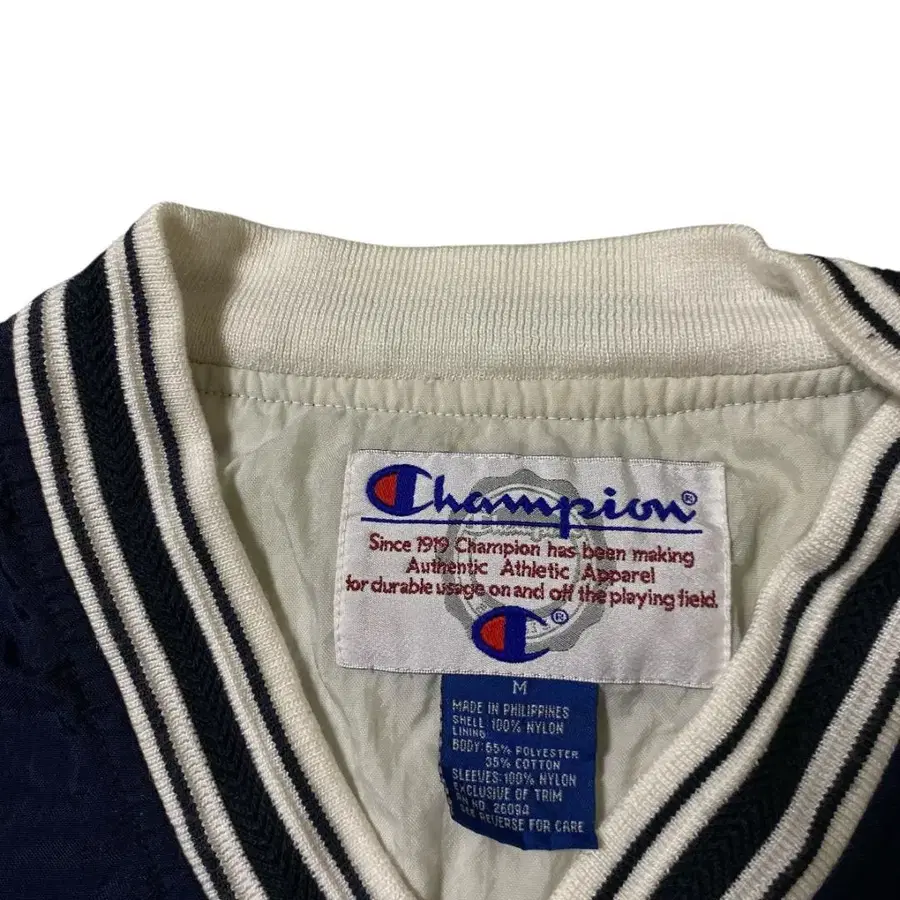 Champion®
Since 1919 Champion has been making
Authentic Athletic Apparel
for durable usage on and off the playing field.
®
M
MADE IN PHILIPPINES
SHELL 100% NYLON
LINING
BODY: 65% POLYESTER
35% COTTON
SLEEVES: 100% NYLON
EXCLUSIVE OF TRIM
RN NO. 26094
SEE REVERSE FOR CARE